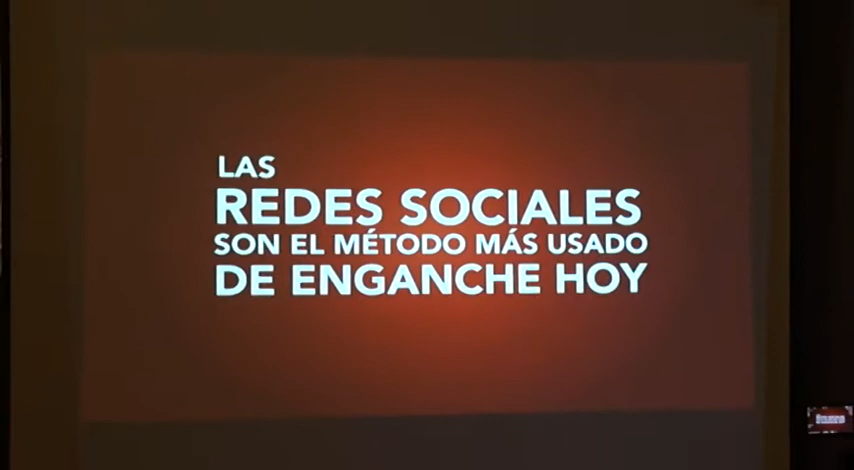 LAS
REDES SOCIALES
SON EL MÉTODO MÁS USADO
DE ENGANCHE HOY